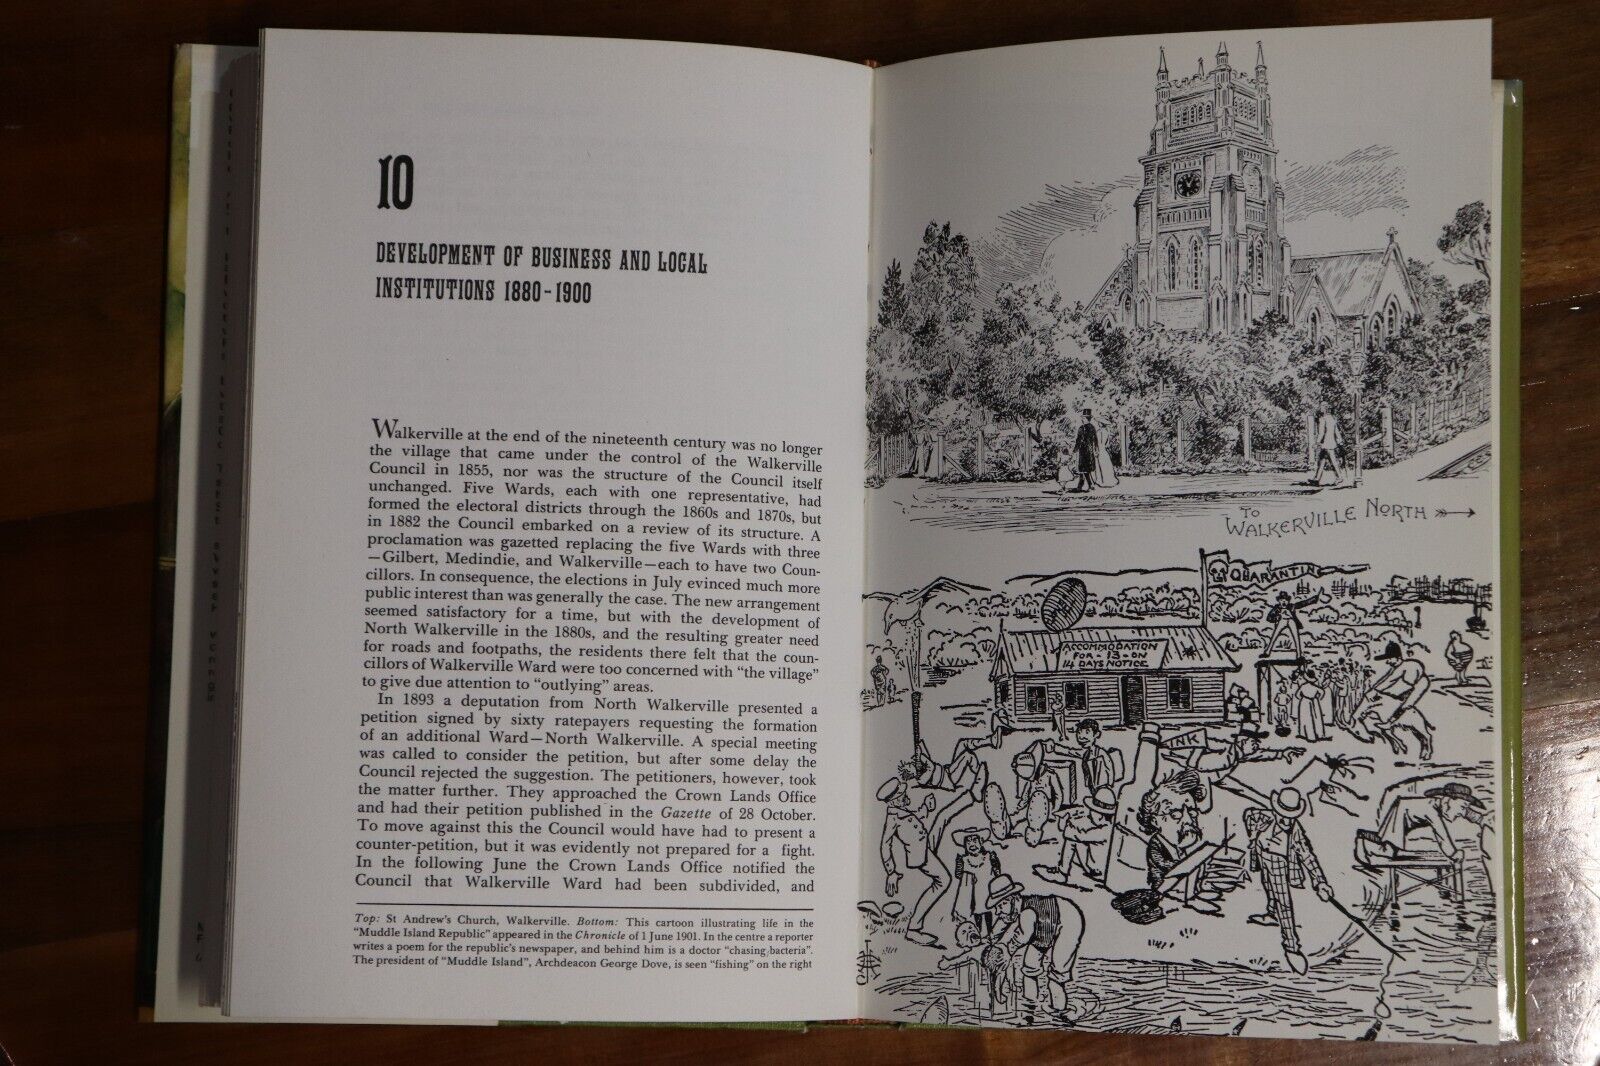 10
DEVELOPMENT OF BUSINESS AND LOCAL
INSTITUTIONS 1880-1900
Walkerville at the end of the nineteenth century was no longer
the village that came under the control of the Walkerville
Council in 1855, nor was the structure of the Council itself
unchanged. Five Wards, each with one representative, had
formed the electoral districts through the 1860s and 1870s, but
in 1882 the Council embarked on a review of its structure. A
proclamation was gazetted replacing the five Wards with three
—Gilbert, Medindie, and Walkerville—each to have two Coun-
cillors. In consequence, the elections in July evinced much more
public interest than was generally the case. The new arrangement
seemed satisfactory for a time, but with the development of
North Walkerville in the 1880s, and the resulting greater need
for roads and footpaths, the residents there felt that the coun-
cillors of Walkerville Ward were too concerned with "the village"
to give due attention to "outlying" areas.
In 1893 a deputation from North Walkerville presented a
petition signed by sixty ratepayers requesting the formation
of an additional Ward—North Walkerville. A special meeting
was called to consider the petition, but after some delay the
Council rejected the suggestion. The petitioners, however, took
the matter further. They approached the Crown Lands Office
and had their petition published in the Gazette of 28 October.
To move against this the Council would have had to present a
counter-petition, but it was evidently not prepared for a fight.
In the following June the Crown Lands Office notified the
Council that Walkerville Ward had been subdivided, and
Top: St Andrew's Church, Walkerville. Bottom: This cartoon illustrating life in the
"Muddle Island Republic" appeared in the Chronicle of 1 June 1901. In the centre a reporter
writes a poem for the republic's newspaper, and behind him is a doctor "chasing bacteria".
The president of "Muddle Island", Archdeacon George Dove, is seen "fishing" on the right
TO
WALKERVILLE NORTH
QUARANTINE
ACCOMMODATION
FOR-13-ON
14 DAYS NOTICE
INK